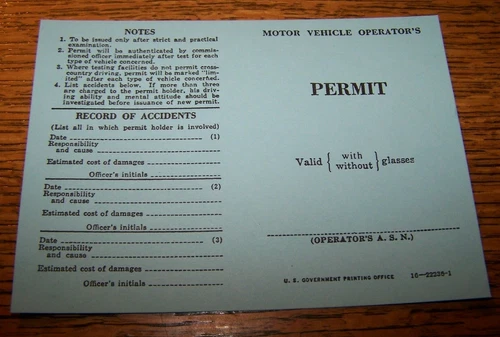 NOTES
1. To be issued only after strict and practical
examination.
2. Permit will be authenticated by commis-
sioned officer immediately after test for each
type of vehicle concerned.
3. Where testing facilities do not permit cross-
country driving, permit will be marked "lim-
ited" after each type of vehicle concerned.
4. List accidents below. If more than three
are charged to the permit holder, his driv-
ing ability and mental attitude should be
investigated before issuance of new permit.
RECORD OF ACCIDENTS
(List all in which permit holder is involved)
Date (1)
Responsibility
and cause
Estimated cost of damages
Officer's initials
Date (2)
Responsibility
and cause
Estimated cost of damages
Officer's initials
Date (3)
Responsibility
and cause
Estimated cost of damages
Officer's initials
MOTOR VEHICLE OPERATOR'S
PERMIT
Valid { with
without } glasses
(OPERATOR'S A. S. N.)
U. S. GOVERNMENT PRINTING OFFICE